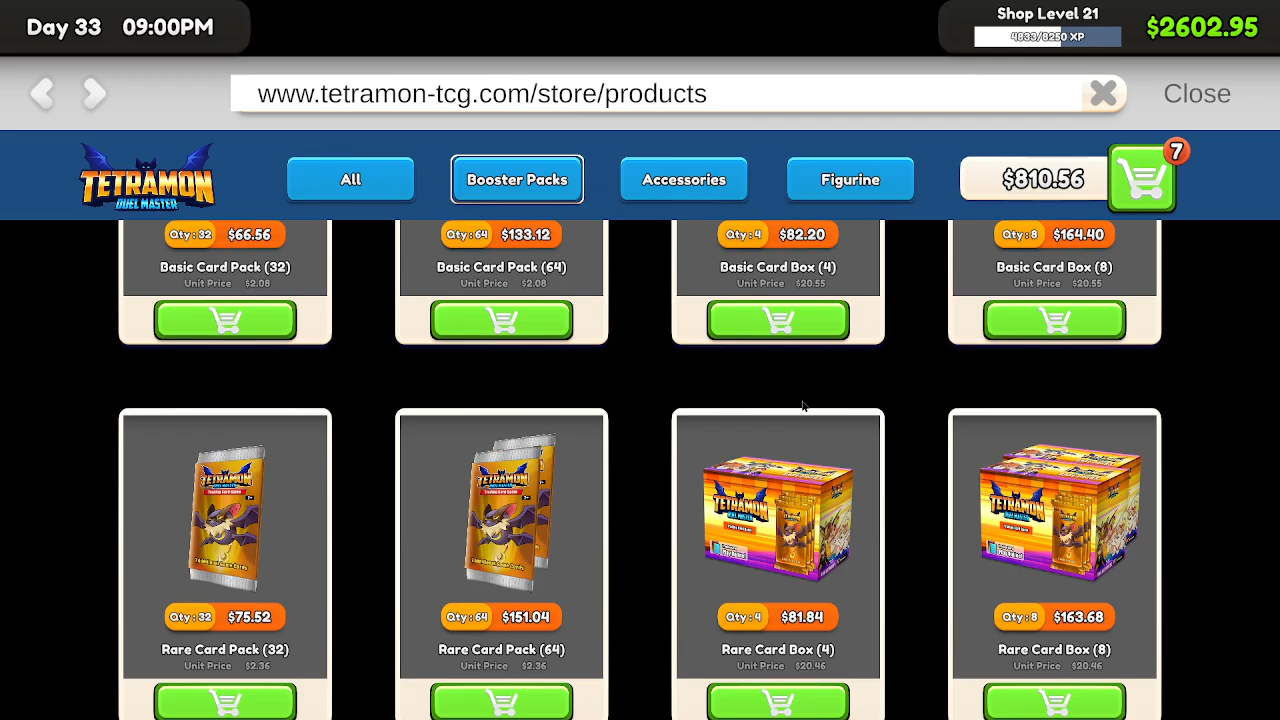 Day 33 09:00PM
Shop Level 21
4833/8250 XP
$2602.95
www.tetramon-tcg.com/store/products
Close
TETRAMON
DUEL MASTER
All
Booster Packs
Accessories
Figurine
$810.56
7
Qty : 32 $66.56
Basic Card Pack (32)
Unit Price $2.08
Qty : 64 $133.12
Basic Card Pack (64)
Unit Price $2.08
Qty : 4 $82.20
Basic Card Box (4)
Unit Price $20.55
Qty : 8 $164.40
Basic Card Box (8)
Unit Price $20.55
TETRAMON
TETRAMON
TETRAMON
TETRAMON
Qty : 32 $75.52
Rare Card Pack (32)
Unit Price $2.36
Qty : 64 $151.04
Rare Card Pack (64)
Unit Price $2.36
Qty : 4 $81.84
Rare Card Box (4)
Unit Price $20.46
Qty : 8 $163.68
Rare Card Box (8)
Unit Price $20.46